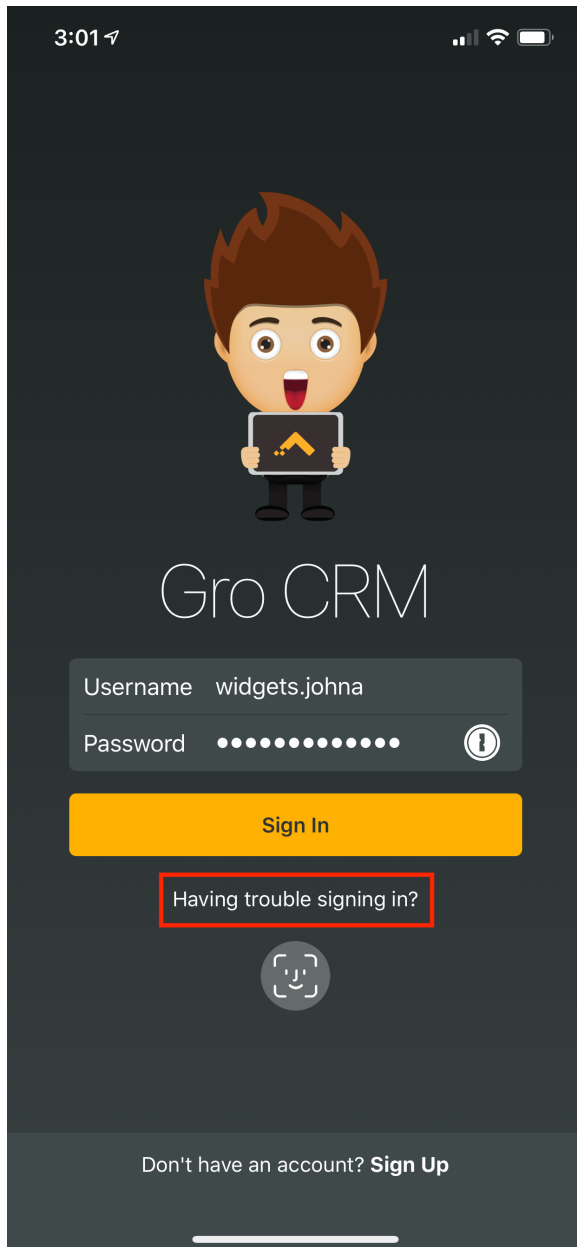 3:01
Gro CRM
Username widgets.johna
Password •••••••••••••
Sign In
Having trouble signing in?
Don't have an account? Sign Up